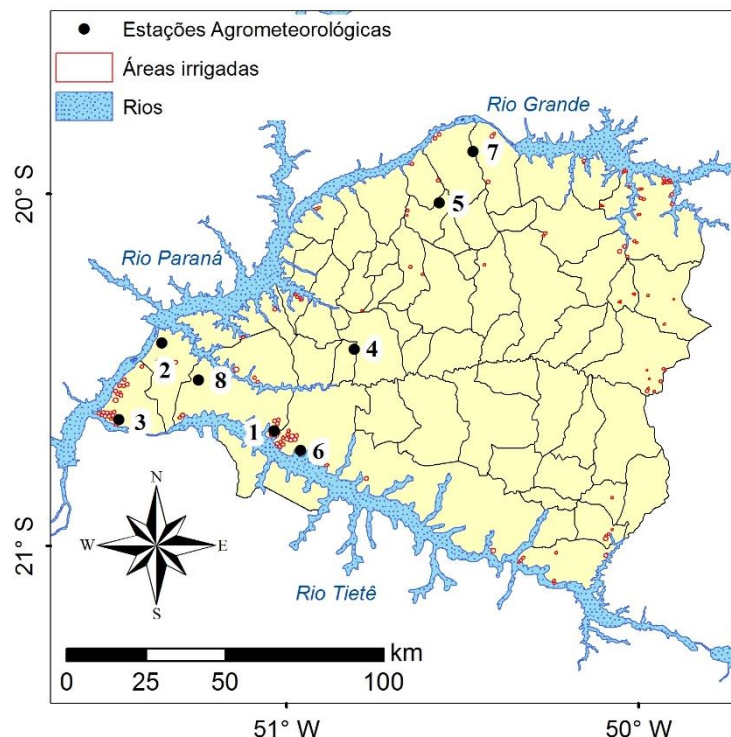 Estações Agrometeorológicas
Áreas irrigadas
Rios
Rio Grande
7
20° S
5
Rio Paraná
4
2
8
3
1
6
N
W E
S
21° S
Rio Tietê
km
0 25 50 100
51° W 50° W